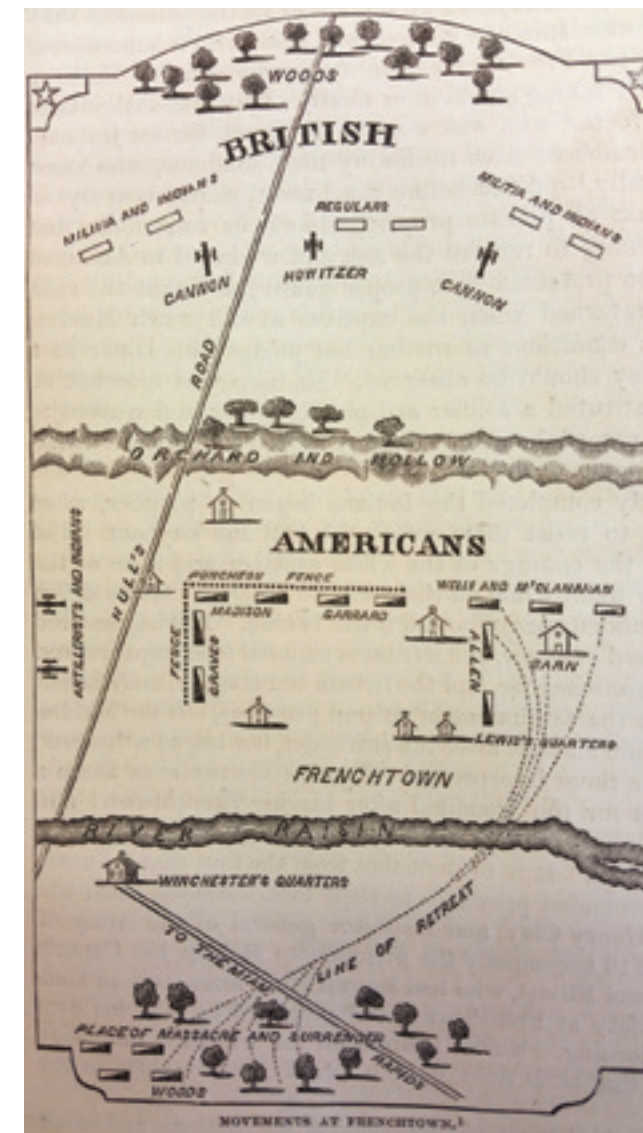 WOODS
BRITISH
MILITIA AND INDIANS
REGULARS
MILITIA AND INDIANS
CANNON
HOWITZER
CANNON
HULL'S ROAD
ORCHARD AND HOLLOW
AMERICANS
ARTILLERISTS AND INDIANS
PUNCHEON FENCE
WELLS AND McCLANAHAN
MADISON
GARRARD
FENCE
GRAVES
ALLEN
BARN
LEWIS'S QUARTERS
FRENCHTOWN
RIVER RAISIN
WINCHESTER'S QUARTERS
LINE OF RETREAT
TO THE MIAMI RAPIDS
PLACE OF MASSACRE AND SURRENDER
WOODS
MOVEMENTS AT FRENCHTOWN.